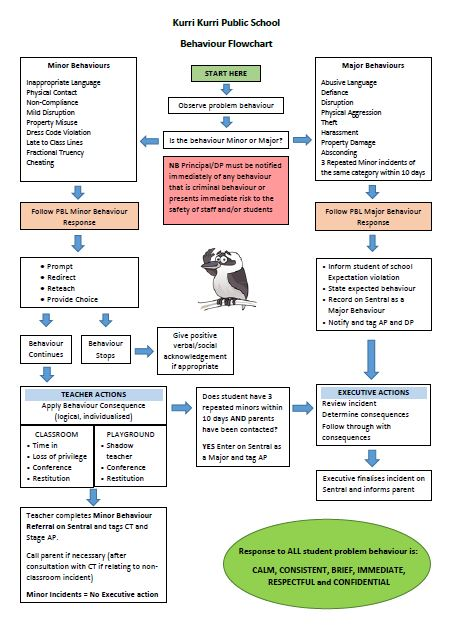 Kurri Kurri Public School
Behaviour Flowchart
Minor Behaviours
Inappropriate Language
Physical Contact
Non-Compliance
Mild Disruption
Property Misuse
Dress Code Violation
Late to Class Lines
Fractional Truency
Cheating
START HERE
Observe problem behaviour
Is the behaviour Minor or Major?
NB Principal/DP must be notified
immediately of any behaviour
that is criminal behaviour or
presents immediate risk to the
safety of staff and/or students
Major Behaviours
Abusive Language
Defiance
Disruption
Physical Aggression
Theft
Harassment
Property Damage
Absconding
3 Repeated Minor incidents of
the same category within 10 days
Follow PBL Minor Behaviour
Response
Follow PBL Major Behaviour
Response
• Prompt
• Redirect
• Reteach
• Provide Choice
• Inform student of school
Expectation violation
• State expected behaviour
• Record on Sentral as a
Major Behaviour
• Notify and tag AP and DP
Behaviour
Continues
Behaviour
Stops
Give positive
verbal/social
acknowledgement
if appropriate
TEACHER ACTIONS
Apply Behaviour Consequence
(logical, individualised)
CLASSROOM
• Time in
• Loss of privilege
• Conference
• Restitution
PLAYGROUND
• Shadow
teacher
• Conference
• Restitution
Does student have 3
repeated minors within
10 days AND parents
have been contacted?
YES Enter on Sentral as
a Major and tag AP
EXECUTIVE ACTIONS
Review incident
Determine consequences
Follow through with
consequences
Executive finalises incident on
Sentral and informs parent
Teacher completes Minor Behaviour
Referral on Sentral and tags CT and
Stage AP.
Call parent if necessary (after
consultation with CT if relating to non-
classroom incident)
Minor Incidents = No Executive action
Response to ALL student problem behaviour is:
CALM, CONSISTENT, BRIEF, IMMEDIATE,
RESPECTFUL and CONFIDENTIAL